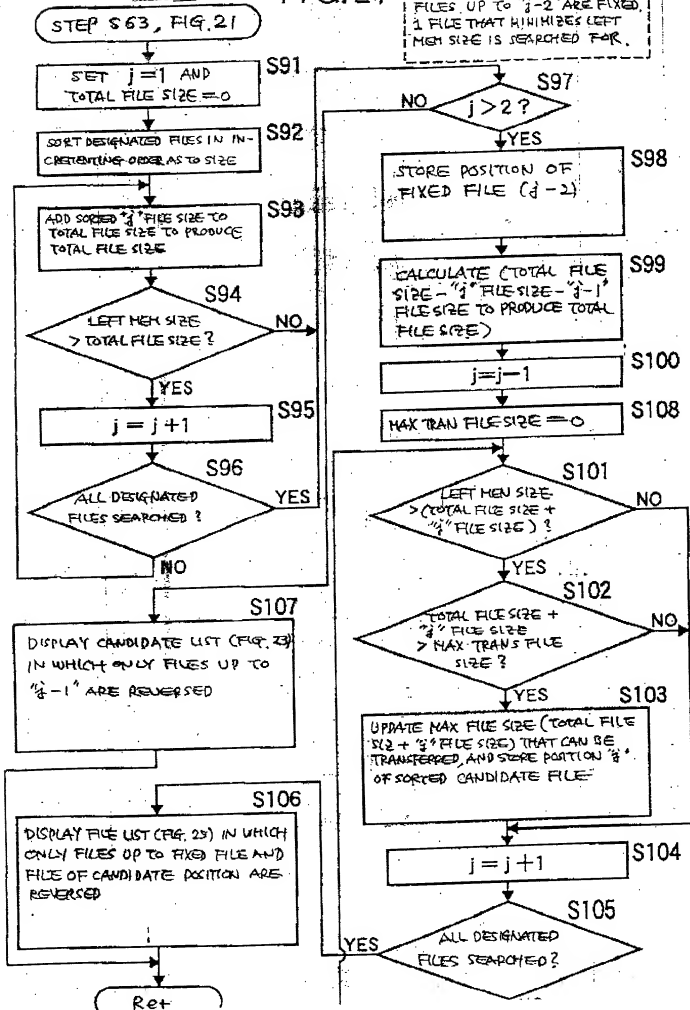 STEP S63, FIG.21
FILES UP TO "j-2" ARE FIXED.
1 FILE THAT MINIMIZES LEFT
MEM SIZE IS SEARCHED FOR.
S91
SET j=1 AND
TOTAL FILE SIZE=0
S92
SORT DESIGNATED FILES IN IN-
CRETENTING ORDER AS TO SIZE
S93
ADD SORTED "j" FILE SIZE TO
TOTAL FILE SIZE TO PRODUCE
TOTAL FILE SIZE
S94
LEFT MEM SIZE
> TOTAL FILE SIZE?
NO
YES
S95
j = j+1
S96
ALL DESIGNATED
FILES SEARCHED?
YES
NO
S107
DISPLAY CANDIDATE LIST (FIG. 23)
IN WHICH ONLY FILES UP TO
"j-1" ARE REVERSED
S106
DISPLAY FILE LIST (FIG. 23) IN WHICH
ONLY FILES UP TO FIXED FILE AND
FILE OF CANDIDATE POSITION ARE
REVERSED
Ret
S97
NO
j>2?
YES
S98
STORE POSITION OF
FIXED FILE (j-2)
S99
CALCULATE (TOTAL FILE
SIZE-"j" FILE SIZE-"j-1"
FILE SIZE TO PRODUCE TOTAL
FILE SIZE)
S100
j=j-1
S108
MAX TRAN FILE SIZE=0
S101
LEFT MEN SIZE
>(TOTAL FILE SIZE+
"j" FILE SIZE)?
NO
YES
S102
TOTAL FILE SIZE+
"j" FILE SIZE
> MAX TRANS FILE
SIZE?
NO
YES
S103
UPDATE MAX FILE SIZE (TOTAL FILE
SIZ+"j" FILE SIZE) THAT CAN BE
TRANSFERRED, AND STORE PORTION "j"
OF SORTED CANDIDATE FILE
S104
j=j+1
S105
ALL DESIGNATED
FILES SEARCHED?
YES